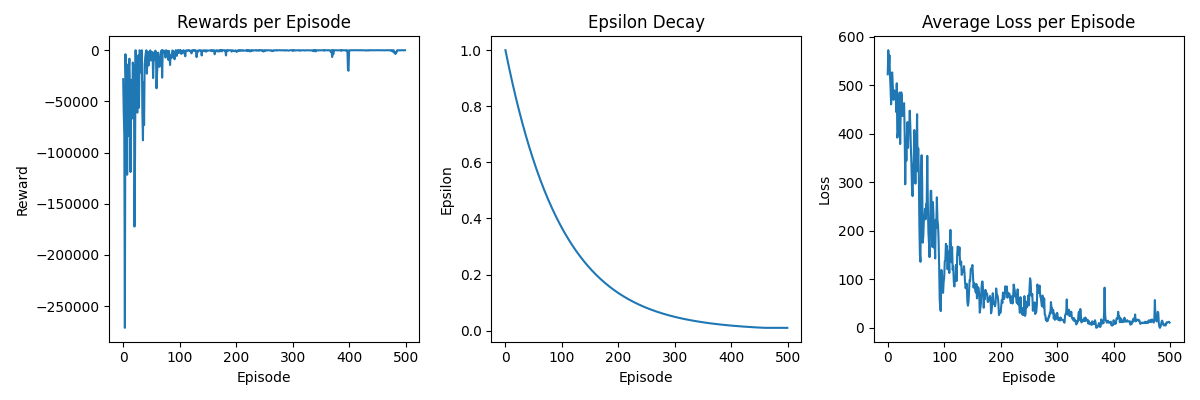 Rewards per Episode
Reward
0
−50000
−100000
−150000
−200000
−250000
0 100 200 300 400 500
Episode
Epsilon Decay
Epsilon
1.0
0.8
0.6
0.4
0.2
0.0
0 100 200 300 400 500
Episode
Average Loss per Episode
Loss
600
500
400
300
200
100
0
0 100 200 300 400 500
Episode